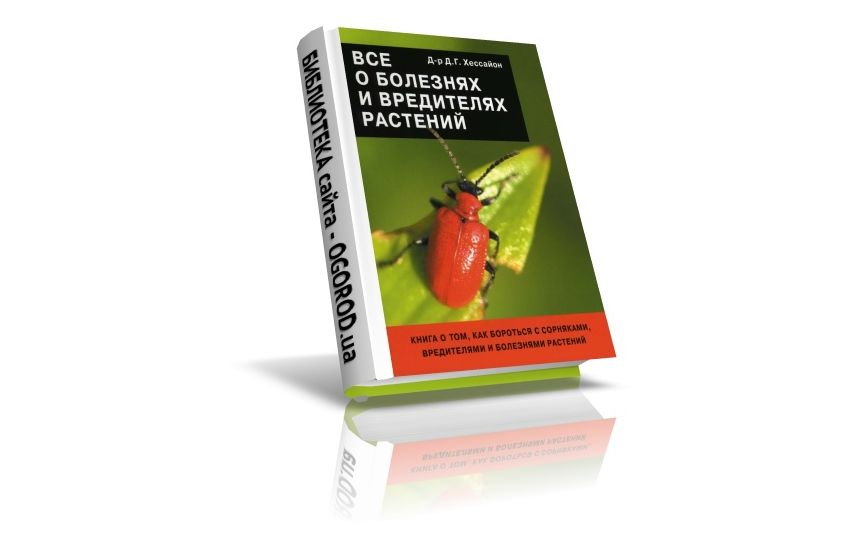 БИБЛИОТЕКА сайта - OGOROD.ua
Д-р Д.Г. Хессайон
ВСЕ
О БОЛЕЗНЯХ
И ВРЕДИТЕЛЯХ
РАСТЕНИЙ
КНИГА О ТОМ, КАК БОРОТЬСЯ С СОРНЯКАМИ,
ВРЕДИТЕЛЯМИ И БОЛЕЗНЯМИ РАСТЕНИЙ